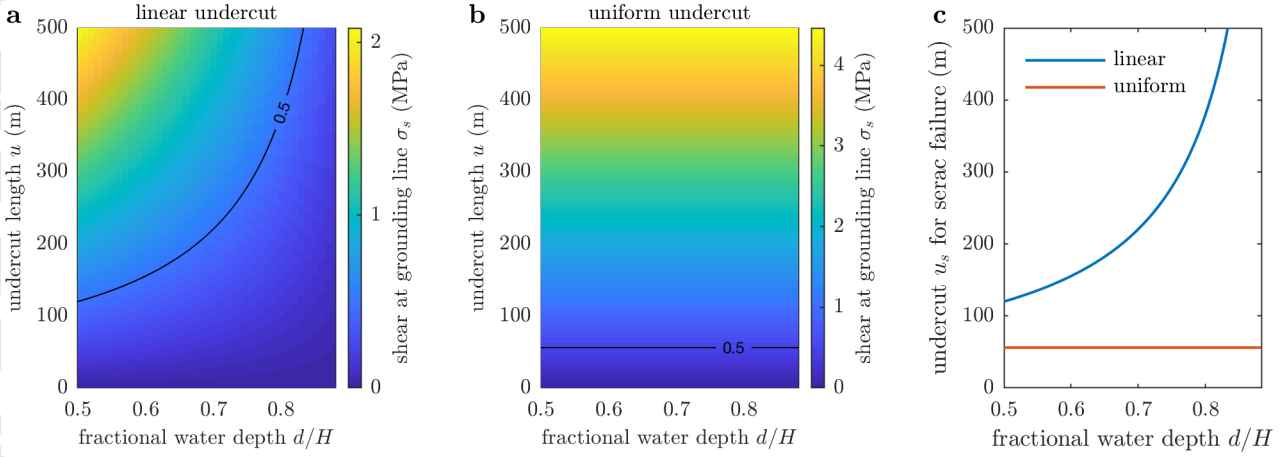 a
linear undercut
500
400
300
200
100
0
0.5
0.6
0.7
0.8
undercut length u (m)
fractional water depth d/H
0.5
2
1
0
shear at grounding line σs (MPa)
b
uniform undercut
500
400
300
200
100
0
0.5
0.6
0.7
0.8
undercut length u (m)
fractional water depth d/H
0.5
4
3
2
1
0
shear at grounding line σs (MPa)
c
500
400
300
200
100
0
0.5
0.6
0.7
0.8
undercut us for serac failure (m)
fractional water depth d/H
linear
uniform